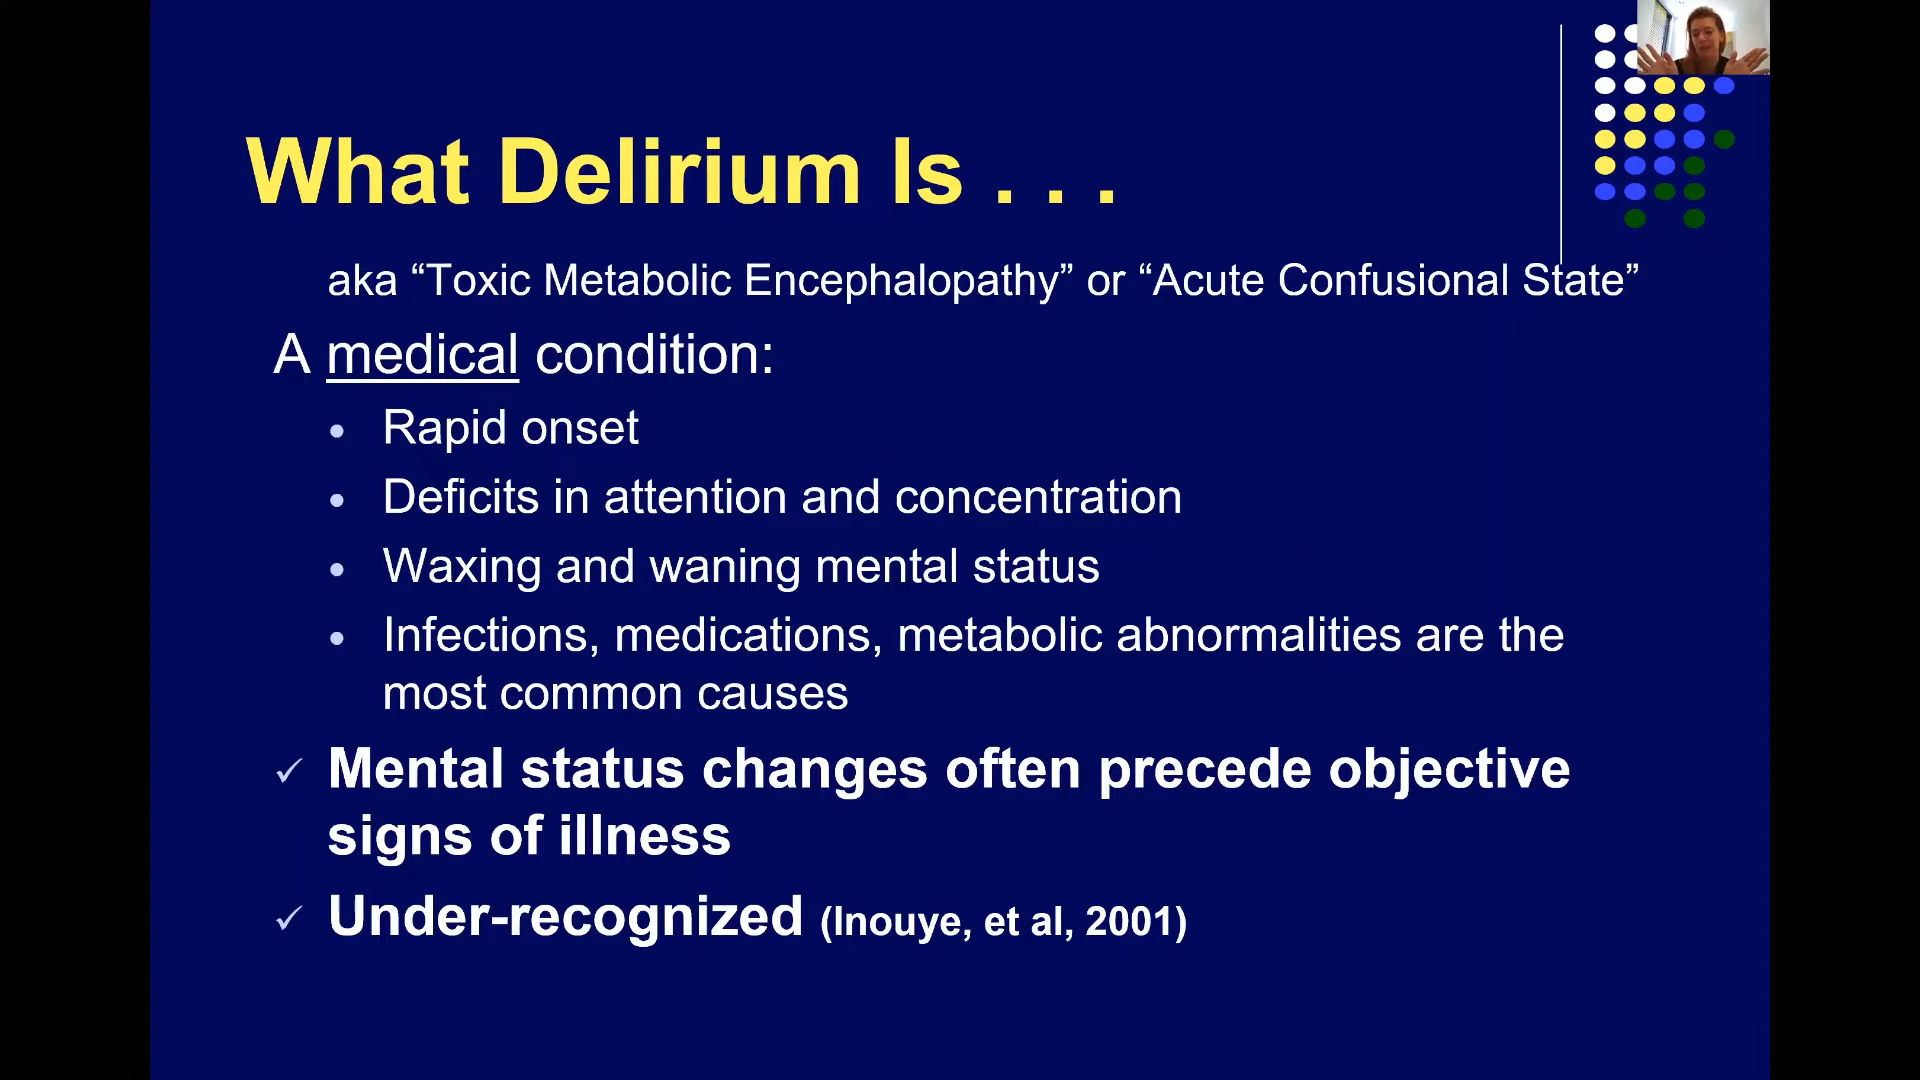 What Delirium Is . . .
aka “Toxic Metabolic Encephalopathy” or “Acute Confusional State”
A medical condition:
• Rapid onset
• Deficits in attention and concentration
• Waxing and waning mental status
• Infections, medications, metabolic abnormalities are the
most common causes
✓ Mental status changes often precede objective
signs of illness
✓ Under-recognized (Inouye, et al, 2001)